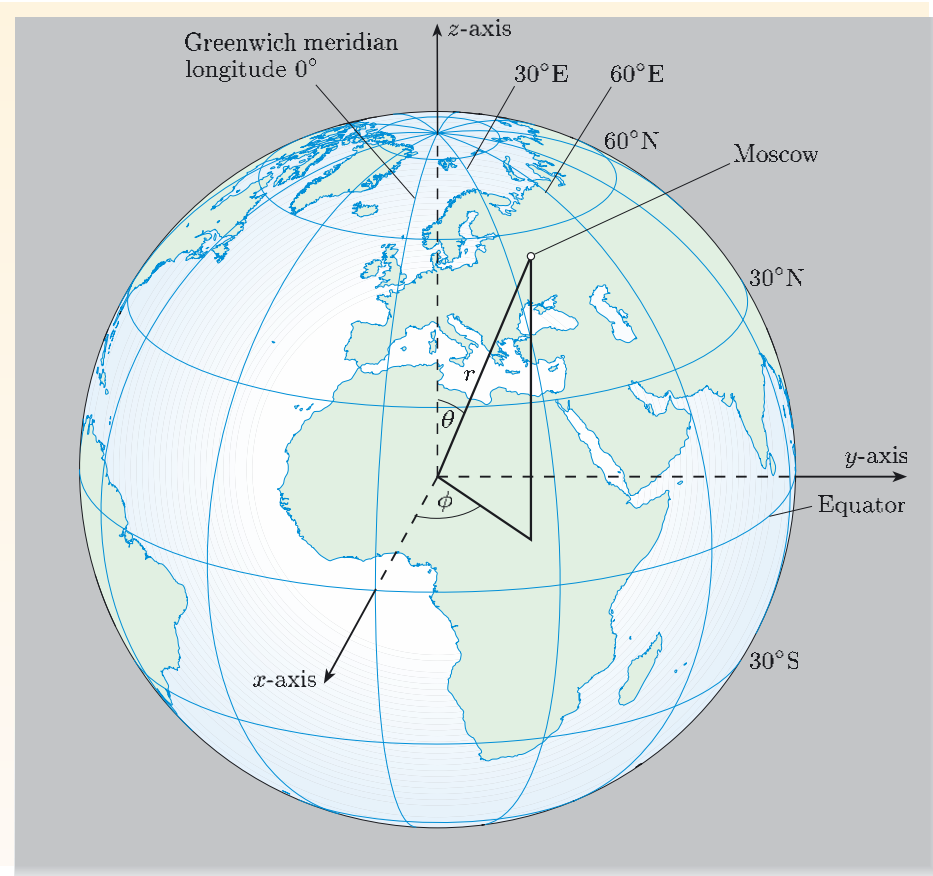 z-axis
Greenwich meridian
longitude 0°
30°E
60°E
60°N
Moscow
30°N
r
θ
y-axis
ϕ
Equator
30°S
x-axis